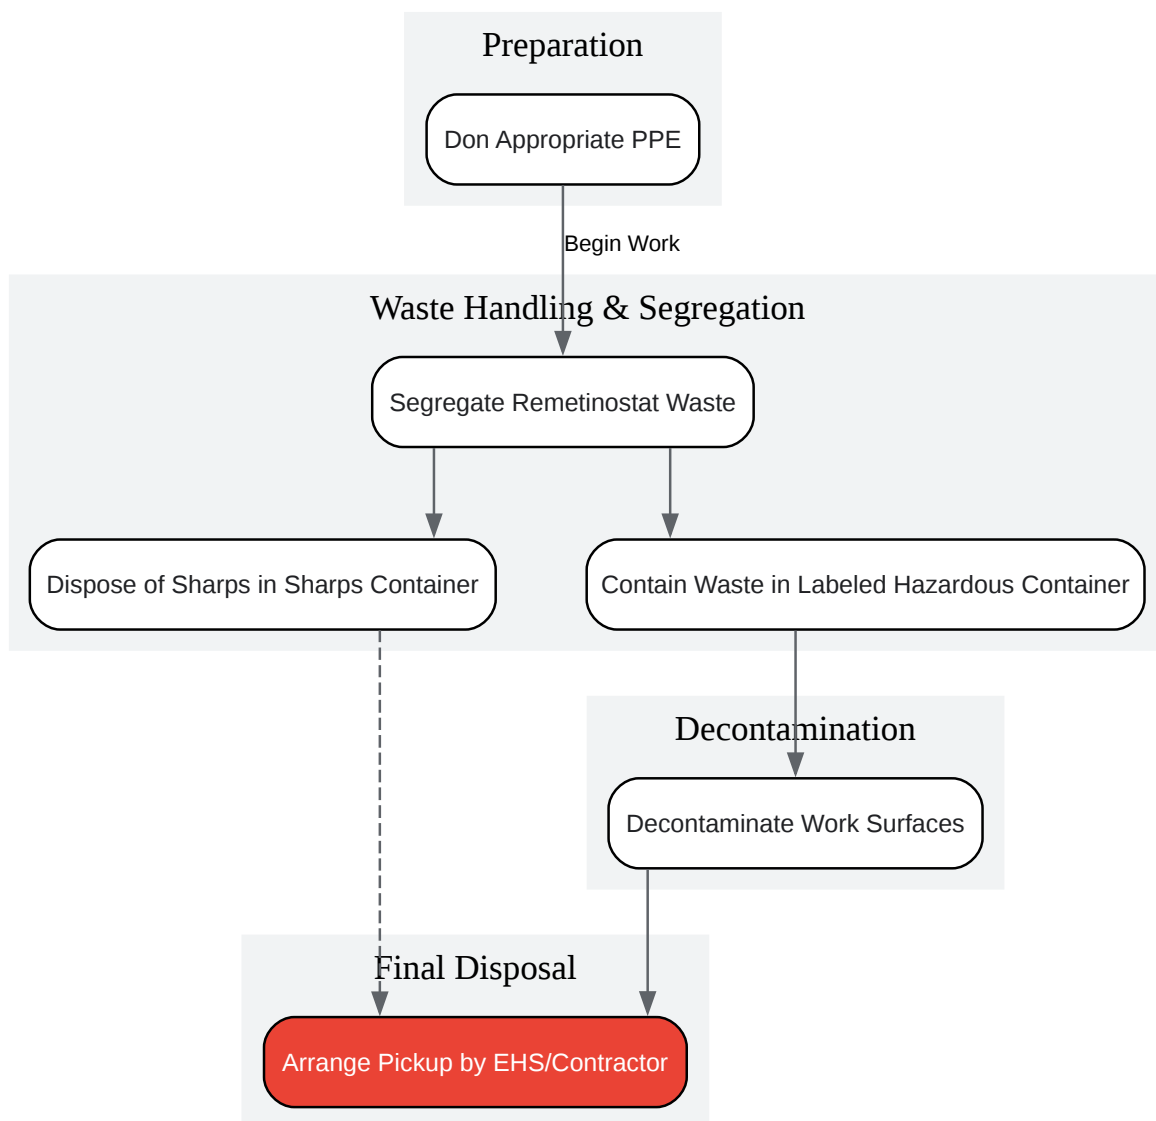 Preparation
Don Appropriate PPE
Begin Work
Waste Handling & Segregation
Segregate Remetinostat Waste
Dispose of Sharps in Sharps Container
Contain Waste in Labeled Hazardous Container
Decontamination
Decontaminate Work Surfaces
Final Disposal
Arrange Pickup by EHS/Contractor